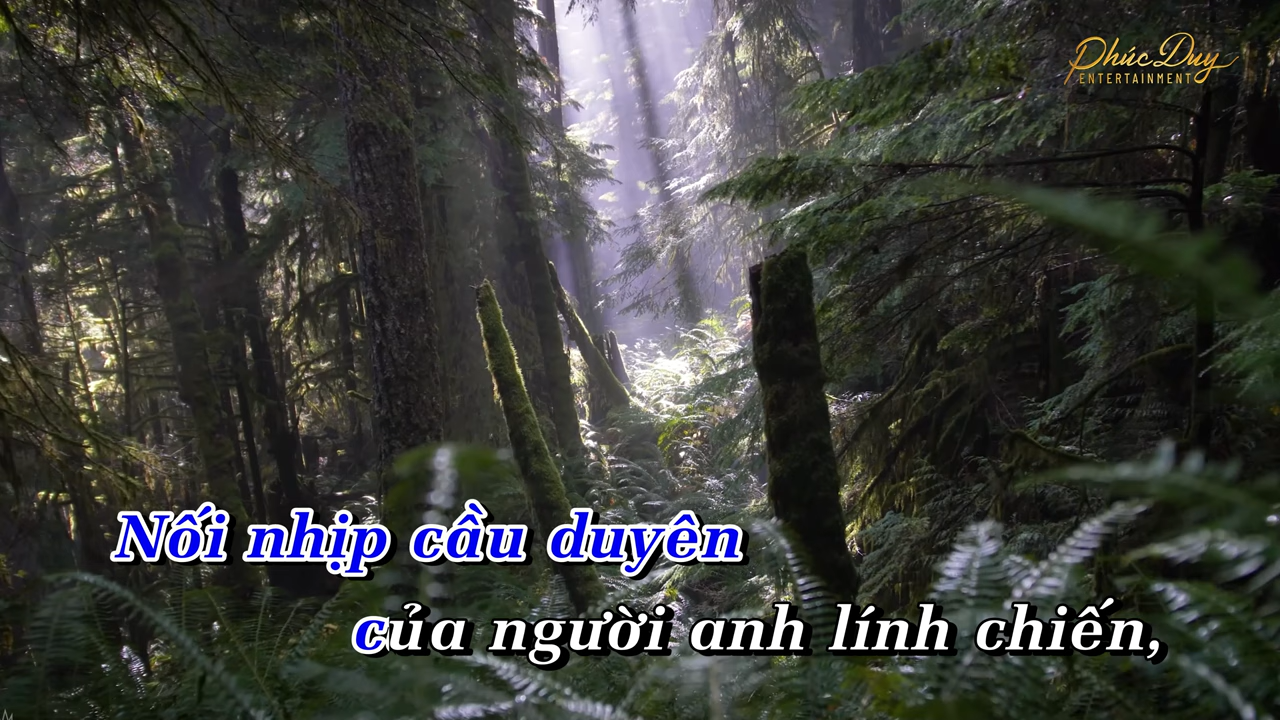 Phúc Duy
ENTERTAINMENT
Nối nhịp cầu duyên
của người anh lính chiến,